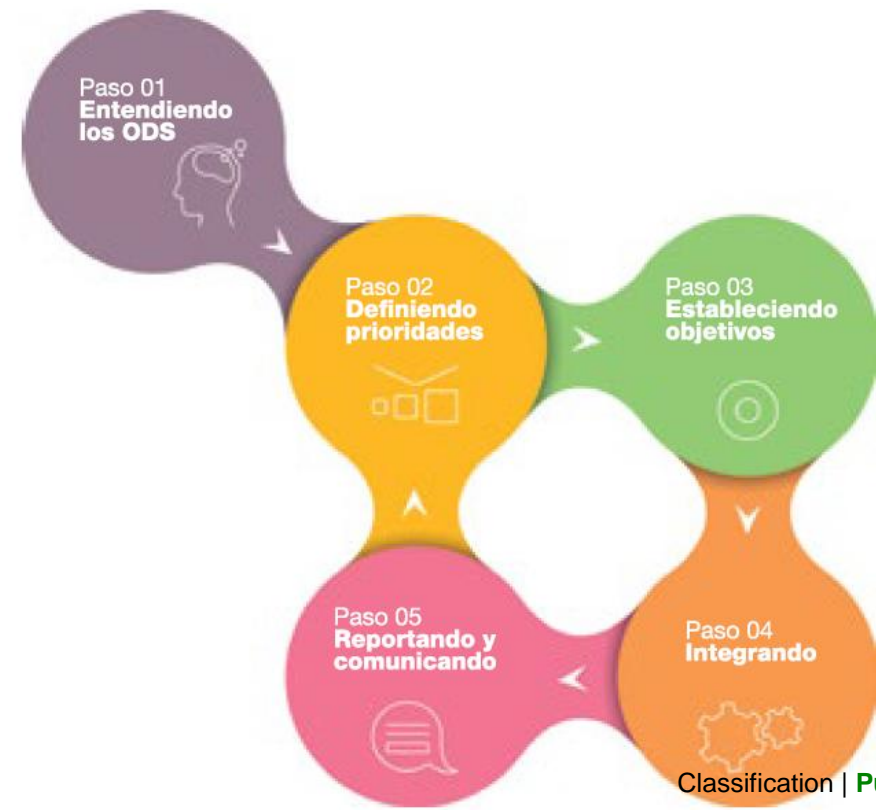 Paso 01
Entendiendo
los ODS
Paso 02
Definiendo
prioridades
Paso 03
Estableciendo
objetivos
Paso 04
Integrando
Paso 05
Reportando y
comunicando
Classification |